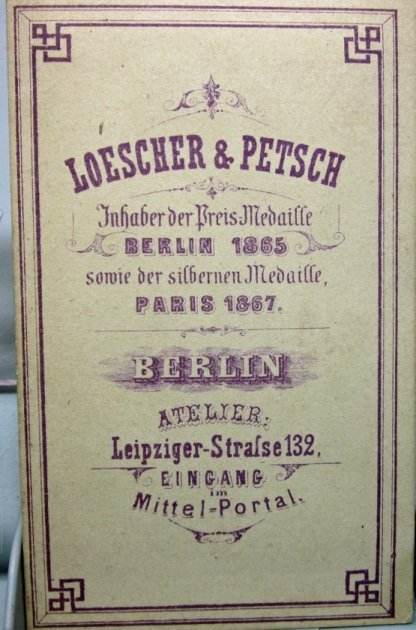 LOESCHER & PETSCH
Inhaber der Preis Medaille
BERLIN 1865
sowie der silbernen Medaille,
PARIS 1867.
BERLIN
ATELIER:
Leipziger-Straſse 132,
EINGANG
im
Mittel-Portal.